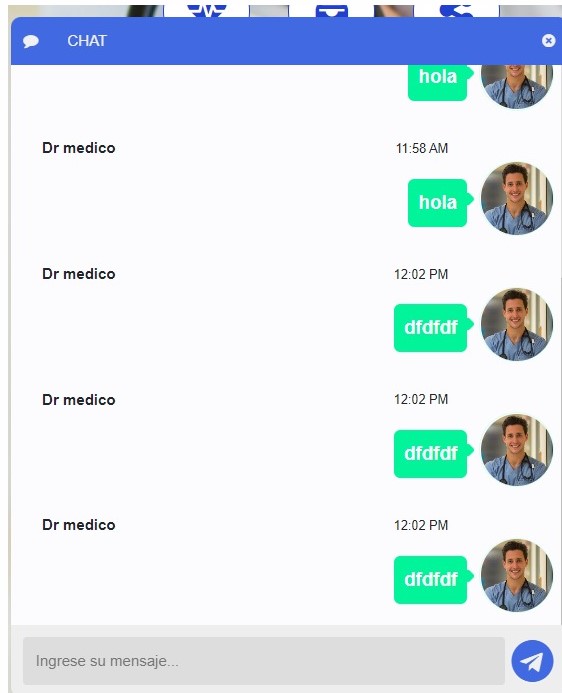 CHAT
hola
Dr medico 11:58 AM
hola
Dr medico 12:02 PM
dfdfdf
Dr medico 12:02 PM
dfdfdf
Dr medico 12:02 PM
dfdfdf
Ingrese su mensaje...